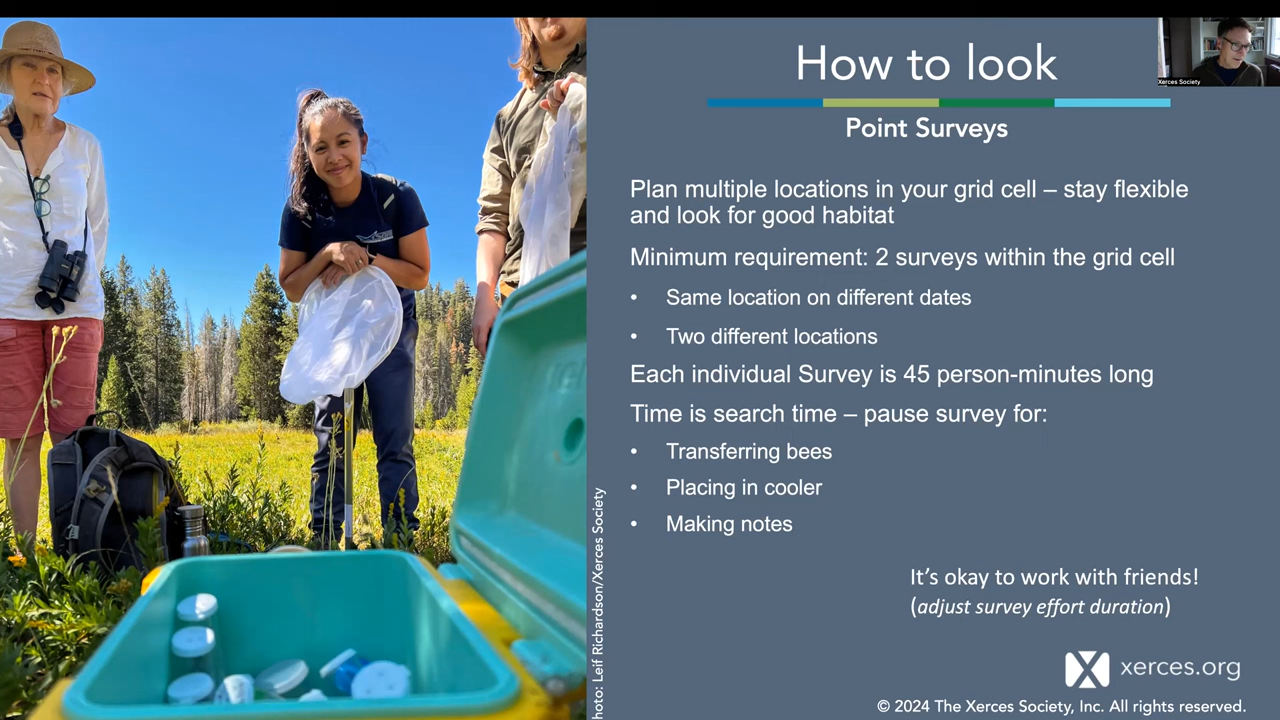 How to look
Xerces Society
Point Surveys
Plan multiple locations in your grid cell – stay flexible
and look for good habitat
Minimum requirement: 2 surveys within the grid cell
• Same location on different dates
• Two different locations
Each individual Survey is 45 person-minutes long
Time is search time – pause survey for:
• Transferring bees
• Placing in cooler
• Making notes
It's okay to work with friends!
(adjust survey effort duration)
xerces.org
© 2024 The Xerces Society, Inc. All rights reserved.
hoto: Leif Richardson/Xerces Society